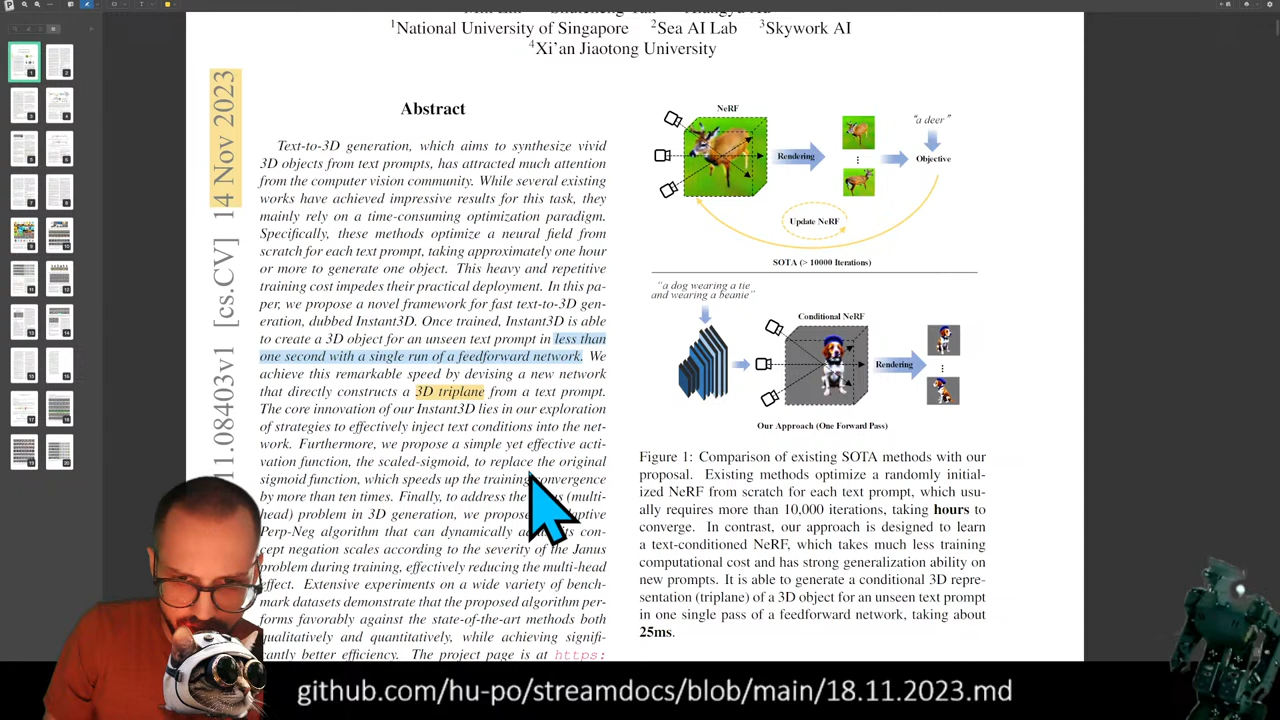 ¹National University of Singapore ²Sea AI Lab ³Skywork AI
⁴Xi'an Jiaotong University
11.08403v1 [cs.CV] 14 Nov 2023
Abstract
Text-to-3D generation, which aims to synthesize vivid
3D objects from text prompts, has attracted much attention
from the computer vision community. While several existing
works have achieved impressive results for this task, they
mainly rely on a time-consuming optimization paradigm.
Specifically, these methods optimize a neural field from
scratch for each text prompt, taking approximately one hour
or more to generate one object. This heavy and repetitive
training cost impedes their practical deployment. In this pa-
per, we propose a novel framework for fast text-to-3D gen-
eration, dubbed Instant3D. Once trained, Instant3D is able
to create a 3D object for an unseen text prompt in less than
one second with a single run of a feedforward network. We
achieve this remarkable speed by devising a new network
that directly constructs a 3D triplane from a text prompt.
The core innovation of our Instant3D lies in our exploration
of strategies to effectively inject text conditions into the net-
work. Furthermore, we propose a simple yet effective acti-
vation function, the scaled-sigmoid, to replace the original
sigmoid function, which speeds up the training convergence
by more than ten times. Finally, to address the (multi-
head) problem in 3D generation, we propose
Perp-Neg algorithm that can dynamically its con-
cept negation scales according to the severity of the Janus
problem during training, effectively reducing the multi-head
effect. Extensive experiments on a wide variety of bench-
mark datasets demonstrate that the proposed algorithm per-
forms favorably against the state-of-the-art methods both
qualitatively and quantitatively, while achieving signifi-
cantly better efficiency. The project page is at https:
NeRF
"a deer"
Rendering
Objective
Update NeRF
SOTA (> 10000 Iterations)
"a dog wearing a tie
and wearing a beanie"
Conditional NeRF
Rendering
Our Approach (One Forward Pass)
Figure 1: Comparison of existing SOTA methods with our
proposal. Existing methods optimize a randomly initial-
ized NeRF from scratch for each text prompt, which usu-
ally requires more than 10,000 iterations, taking hours to
converge. In contrast, our approach is designed to learn
a text-conditioned NeRF, which takes much less training
computational cost and has strong generalization ability on
new prompts. It is able to generate a conditional 3D repre-
sentation (triplane) of a 3D object for an unseen text prompt
in one single pass of a feedforward network, taking about
25ms.
github.com/hu-po/streamdocs/blob/main/18.11.2023.md